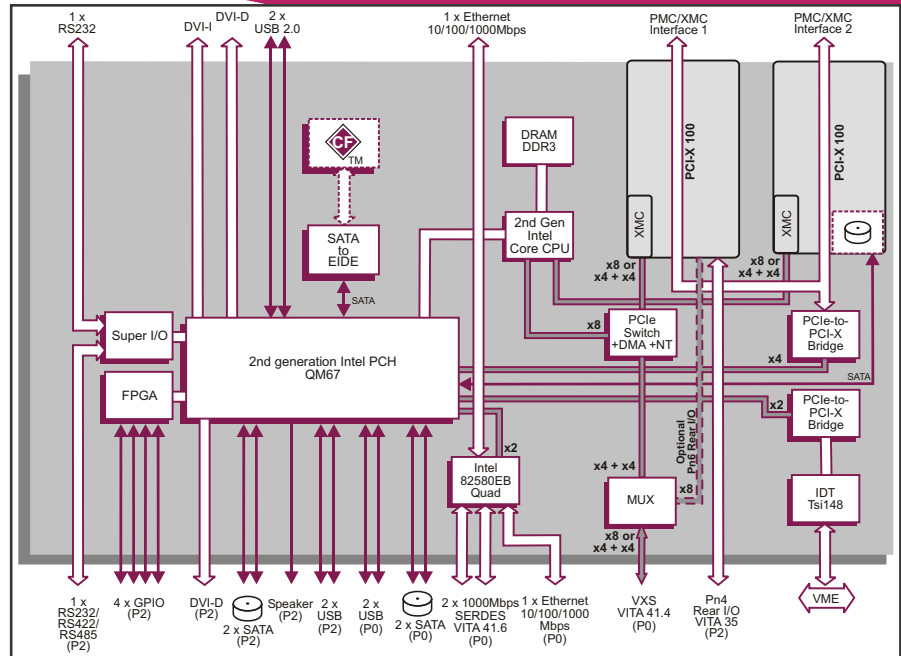 1 x
RS232
DVI-I
DVI-D
2 x
USB 2.0
1 x Ethernet
10/100/1000Mbps
PMC/XMC
Interface 1
PMC/XMC
Interface 2
CF
TM
DRAM
DDR3
PCI-X 100
PCI-X 100
XMC
XMC
SATA
to
EIDE
2nd Gen
Intel
Core CPU
x8 or
x4 + x4
x8 or
x4 + x4
SATA
Super I/O
2nd generation Intel PCH
QM67
x8
PCIe
Switch
+DMA +NT
PCIe-to-
PCI-X
Bridge
x4
SATA
FPGA
x2
PCIe-to-
PCI-X
Bridge
Optional
Pn6 Rear I/O
x2
Intel
82580EB
Quad
x4 + x4
MUX
x8
IDT
Tsi148
x8 or
x4 + x4
1 x
RS232/
RS422/
RS485
(P2)
4 x GPIO
(P2)
DVI-D
(P2)
2 x SATA
(P2)
Speaker
(P2)
2 x
USB
(P2)
2 x
USB
(P0)
2 x SATA
(P0)
2 x 1000Mbps
SERDES
VITA 41.6
(P0)
1 x Ethernet
10/100/1000
Mbps
(P0)
VXS
VITA 41.4
(P0)
Pn4
Rear I/O
VITA 35
(P2)
VME